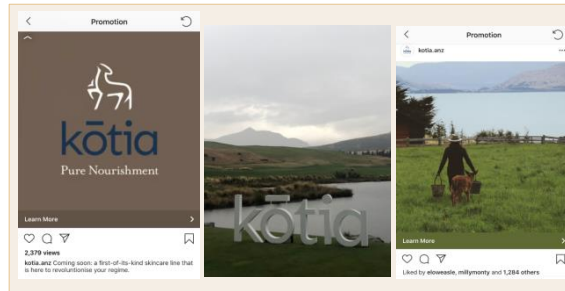 Promotion
kōtia
Pure Nourishment
Learn More
2,379 views
kotia.anz Coming soon: a first-of-its-kind skincare line that
is here to revoluntionise your regime.
kōtia
Promotion
kotia.anz
Learn More
Liked by eloweasle, millymonty and 1,284 others